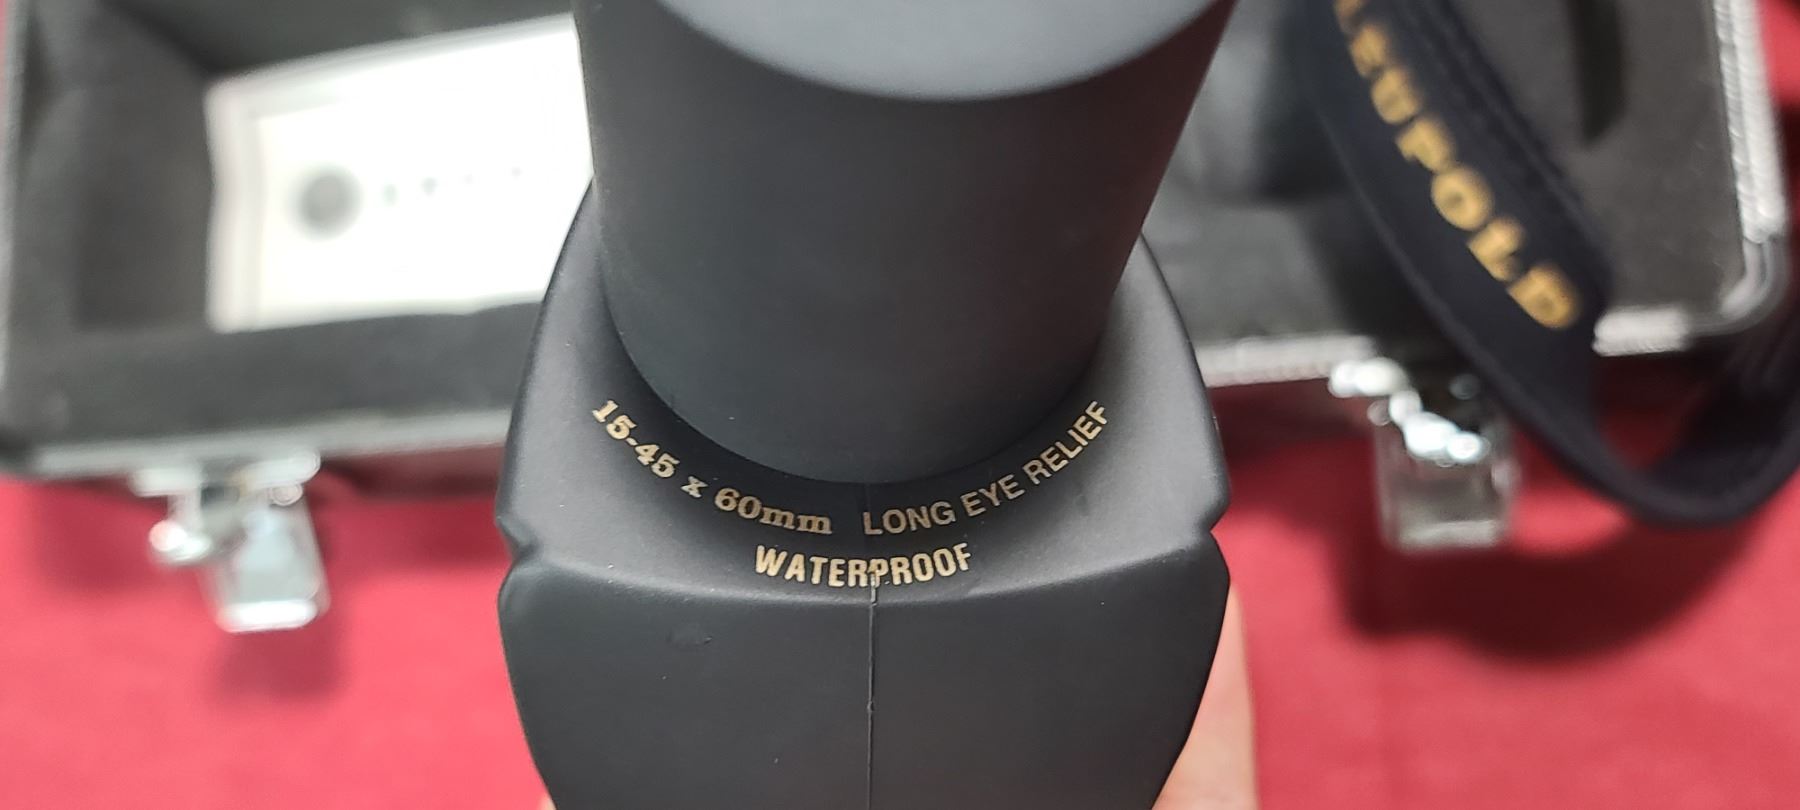 LEUPOLD
15-45 x 60mm LONG EYE RELIEF
WATERPROOF